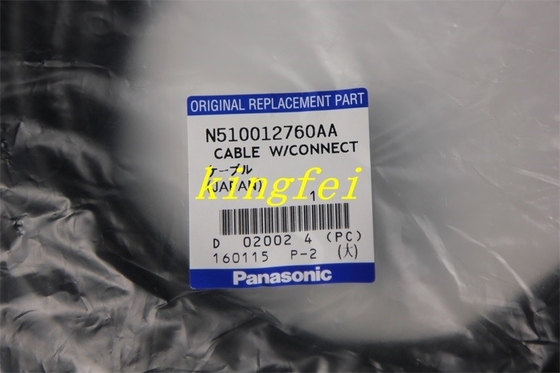 ORIGINAL REPLACEMENT PART
N510012760AA
CABLE W/CONNECT
ケーブル
(JAPAN)
kingfei
1
D 02002 4 (PC)
160115 P-2 (大)
Panasonic